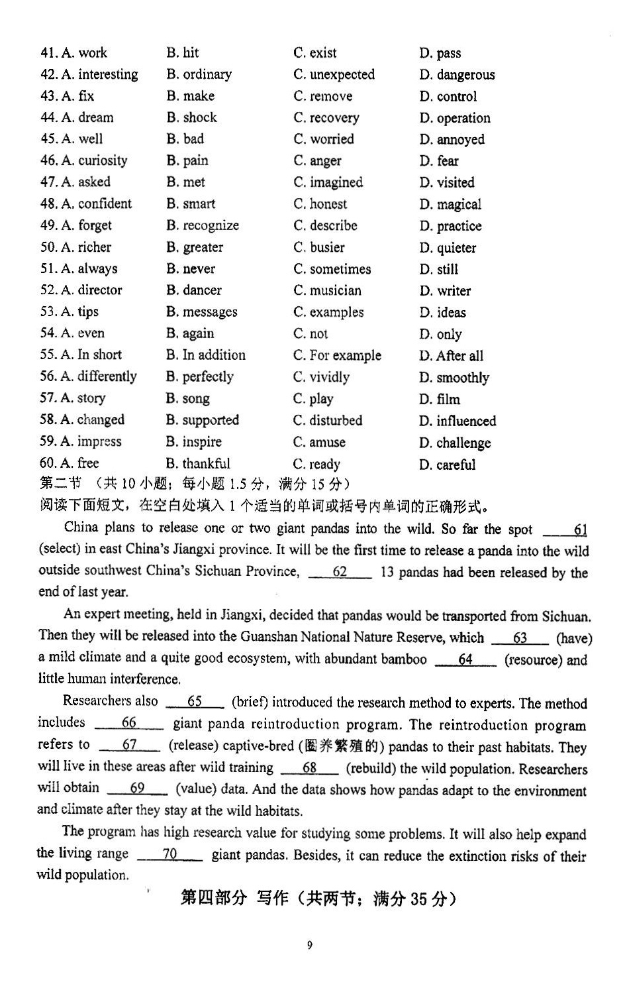 41. A. work B. hit C. exist D. pass
42. A. interesting B. ordinary C. unexpected D. dangerous
43. A. fix B. make C. remove D. control
44. A. dream B. shock C. recovery D. operation
45. A. well B. bad C. worried D. annoyed
46. A. curiosity B. pain C. anger D. fear
47. A. asked B. met C. imagined D. visited
48. A. confident B. smart C. honest D. magical
49. A. forget B. recognize C. describe D. practice
50. A. richer B. greater C. busier D. quieter
51. A. always B. never C. sometimes D. still
52. A. director B. dancer C. musician D. writer
53. A. tips B. messages C. examples D. ideas
54. A. even B. again C. not D. only
55. A. In short B. In addition C. For example D. After all
56. A. differently B. perfectly C. vividly D. smoothly
57. A. story B. song C. play D. film
58. A. changed B. supported C. disturbed D. influenced
59. A. impress B. inspire C. amuse D. challenge
60. A. free B. thankful C. ready D. careful
第二节 （共 10 小题；每小题 1.5 分，满分 15 分）
阅读下面短文，在空白处填入 1 个适当的单词或括号内单词的正确形式。
China plans to release one or two giant pandas into the wild. So far the spot ___61
(select) in east China's Jiangxi province. It will be the first time to release a panda into the wild
outside southwest China's Sichuan Province, ___62___ 13 pandas had been released by the
end of last year.
An expert meeting, held in Jiangxi, decided that pandas would be transported from Sichuan.
Then they will be released into the Guanshan National Nature Reserve, which ___63___ (have)
a mild climate and a quite good ecosystem, with abundant bamboo ___64___ (resource) and
little human interference.
Researchers also ___65___ (brief) introduced the research method to experts. The method
includes ___66___ giant panda reintroduction program. The reintroduction program
refers to ___67___ (release) captive-bred (圈养繁殖的) pandas to their past habitats. They
will live in these areas after wild training ___68___ (rebuild) the wild population. Researchers
will obtain ___69___ (value) data. And the data shows how pandas adapt to the environment
and climate after they stay at the wild habitats.
The program has high research value for studying some problems. It will also help expand
the living range ___70___ giant pandas. Besides, it can reduce the extinction risks of their
wild population.
第四部分 写作（共两节；满分 35 分）
9